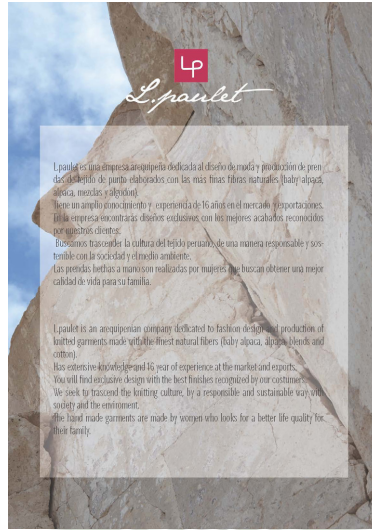 LP
L.paulet
L.paulet es una empresa arequipeña dedicada al diseño de moda y producción de pren
das de tejido de punto elaborados con las más finas fibras naturales (baby alpaca,
alpaca, mezclas y algodón).
Tiene un amplio conocimiento y experiencia de 16 años en el mercado y exportaciones.
En la empresa encontraras diseños exclusivos con los mejores acabados reconocidos
por nuestros clientes.
Buscamos trascender la cultura del tejido peruano, de una manera responsable y sos-
tenible con la sociedad y el medio ambiente.
Las prendas hethas a mano son realizadas por mujeres que buscan obtener una mejor
calidad de vida para su familia.
L.paulet is an arequipenian company dedicated to fashion design and production of
knitted garments made with the finest natural fibers (baby alpaca, alpaca blends and
cotton).
Has extensive knowledge and 16 year of experience at the market and exports.
You will find exclusive design with the best finishes recognized by our costumers.
We seek to trascend the knitting culture, by a responsible and sustainable way with
society and the enviroment.
The hand made garments are made by women who looks for a better life quality for
their family.